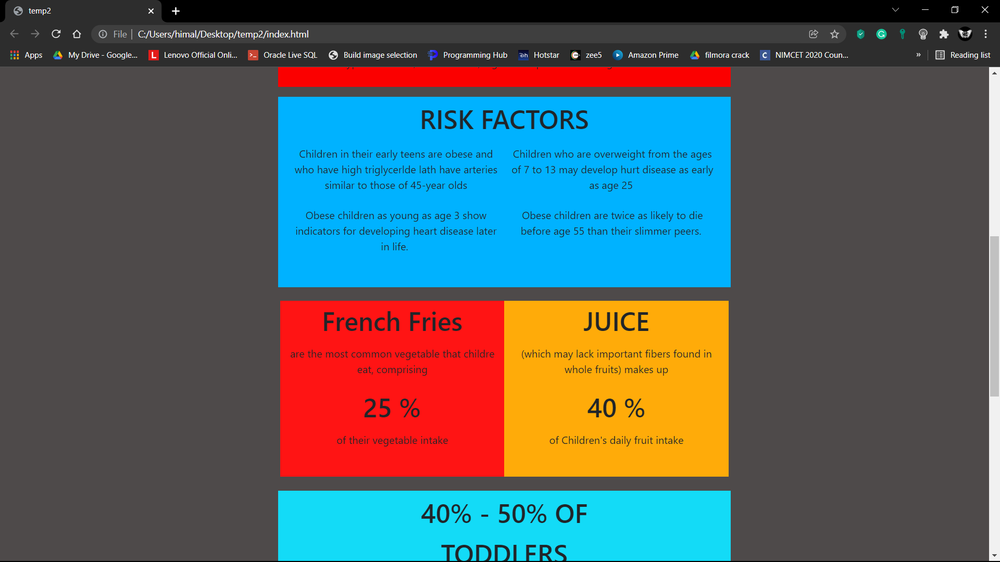 temp2
File
C:/Users/himal/Desktop/temp2/index.html
Apps
My Drive - Google...
L
Lenovo Official Onli...
Oracle Live SQL
Build image selection
Programming Hub
Hotstar
zee5
Amazon Prime
filmora crack
C
NIMCET 2020 Coun...
»
Reading list
RISK FACTORS
Children in their early teens are obese and
who have high triglycerlde lath have arteries
similar to those of 45-year olds
Children who are overweight from the ages
of 7 to 13 may develop hurt disease as early
as age 25
Obese children as young as age 3 show
indicators for developing heart disease later
in life.
Obese children are twice as likely to die
before age 55 than their slimmer peers.
French Fries
are the most common vegetable that childre
eat, comprising
25 %
of their vegetable intake
JUICE
(which may lack important fibers found in
whole fruits) makes up
40 %
of Children's daily fruit intake
40% - 50% OF
TODDLERS